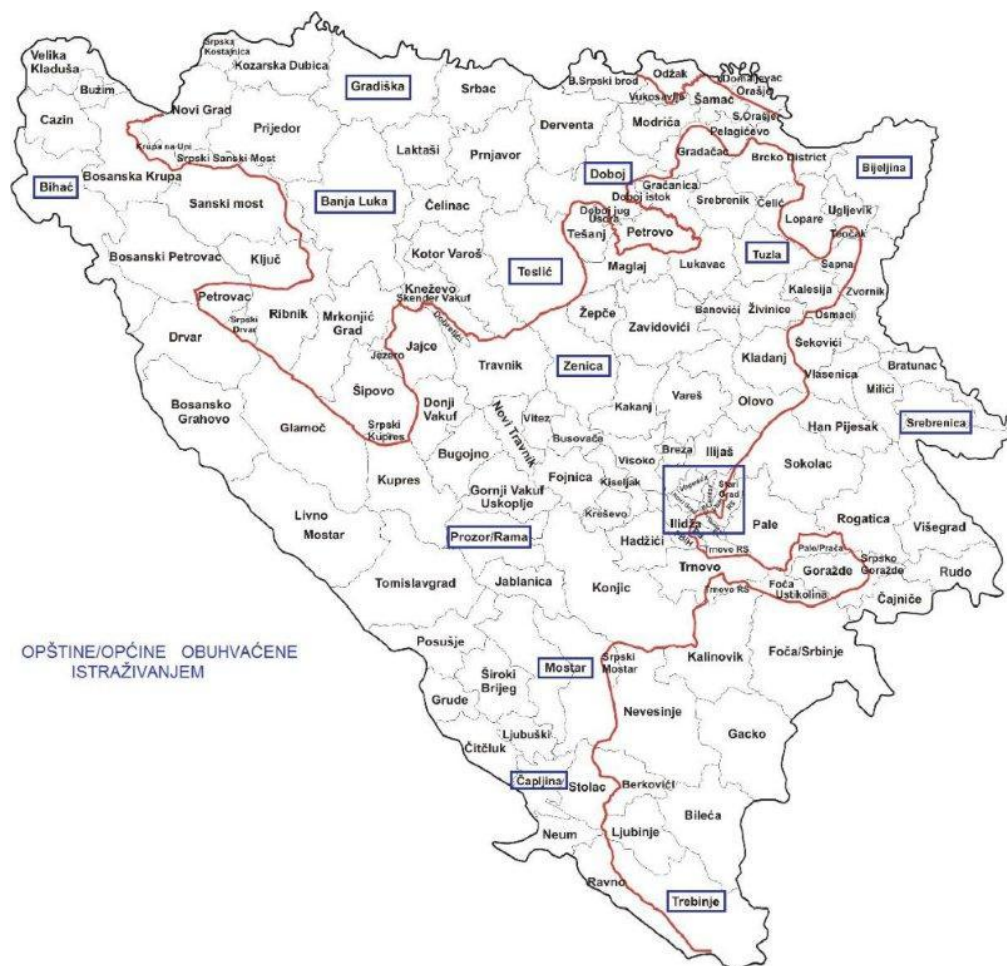 Velika
Kladuša
Bužim
Cazin
Bihać
Srpska
Kostajnica
Kozarska Dubica
Gradiška
Srbac
Novi Grad
Prijedor
Krupa na Uni
Srpski Sanski Most
Bosanska Krupa
Sanski most
Laktaši
Prnjavor
Derventa
B.Srpski brod
Odžak
Vukosavlje
Domaljevac
Orašje
Šamac
S.Orašje
Modriča
Pelagićevo
Gradačac
Brcko District
Bijeljina
Doboj
Banja Luka
Čelinac
Gračanica
Doboj istok
Srebrenik
Čelić
Lopare
Ugljevik
Teočak
Doboj jug
Usora
Tešanj
Petrovo
Bosanski Petrovac
Ključ
Kotor Varoš
Teslić
Maglaj
Lukavac
Tuzla
Sapna
Kalesija
Zvornik
Petrovac
Srpski
Drvar
Ribnik
Mrkonjić
Grad
Kneževo
Skender Vakuf
Dobretići
Žepče
Zavidovići
Banovići
Živinice
Osmaci
Drvar
Jezero
Jajce
Travnik
Zenica
Kladanj
Šekovići
Vlasenica
Bratunac
Milići
Šipovo
Bosansko
Grahovo
Glamoč
Srpski
Kupres
Donji
Vakuf
Novi Travnik
Vitez
Kakanj
Vareš
Olovo
Han Pijesak
Srebrenica
Bugojno
Busovača
Visoko
Breza
Ilijaš
Sokolac
Kupres
Gornji Vakuf
Uskoplje
Fojnica
Kiseljak
Kreševo
Vogošća
Stari
Grad
Ilidža
Livno
Mostar
Prozor/Rama
Hadžići
Pale
Rogatica
Višegrad
Trnovo RS
Pale/Prača
Trnovo
Goražde
Srpsko
Goražde
Rudo
Tomislavgrad
Jablanica
Konjic
Trnovo RS
Foča
Ustikolina
Čajniče
OPŠTINE/OPĆINE OBUHVAĆENE
ISTRAŽIVANJEM
Posušje
Široki
Brijeg
Mostar
Srpski
Mostar
Kalinovik
Foča/Srbinje
Grude
Ljubuški
Čitčluk
Nevesinje
Gacko
Čapljina
Stolac
Berkovići
Bileća
Neum
Ljubinje
Ravno
Trebinje